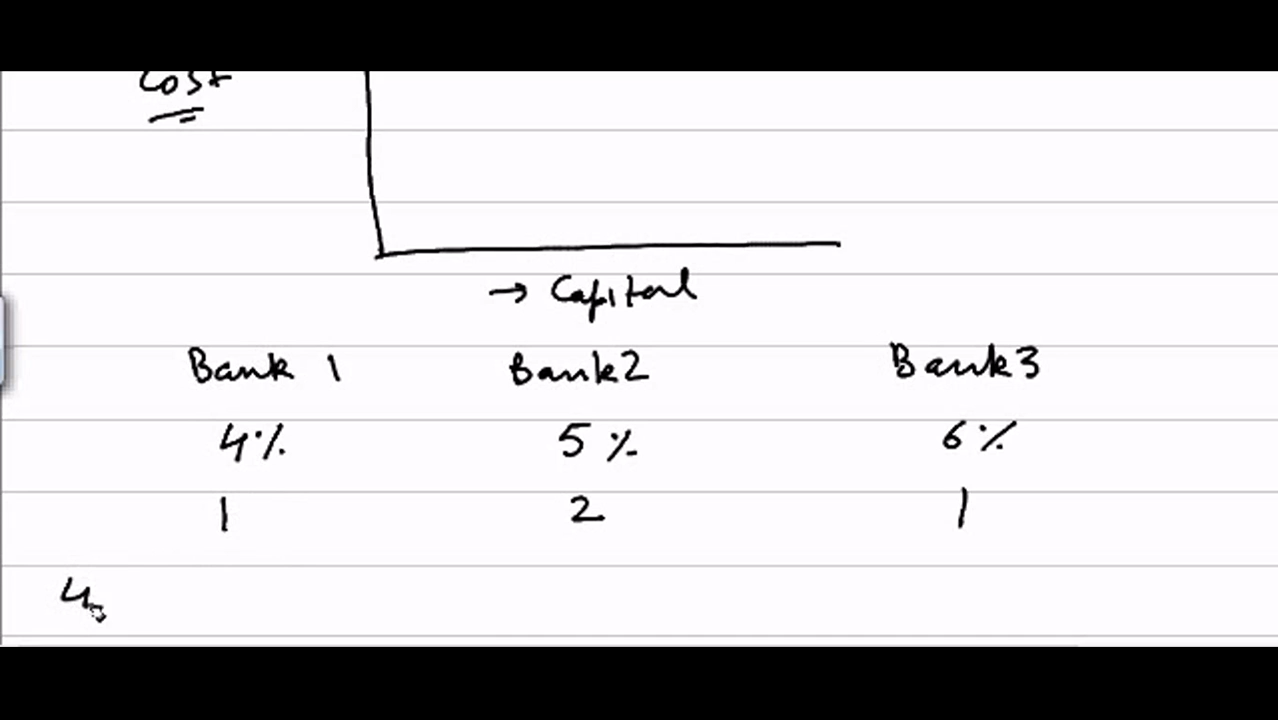 Cost
→ Capital
Bank 1 Bank2 Bank3
4% 5% 6%
1 2 1
4